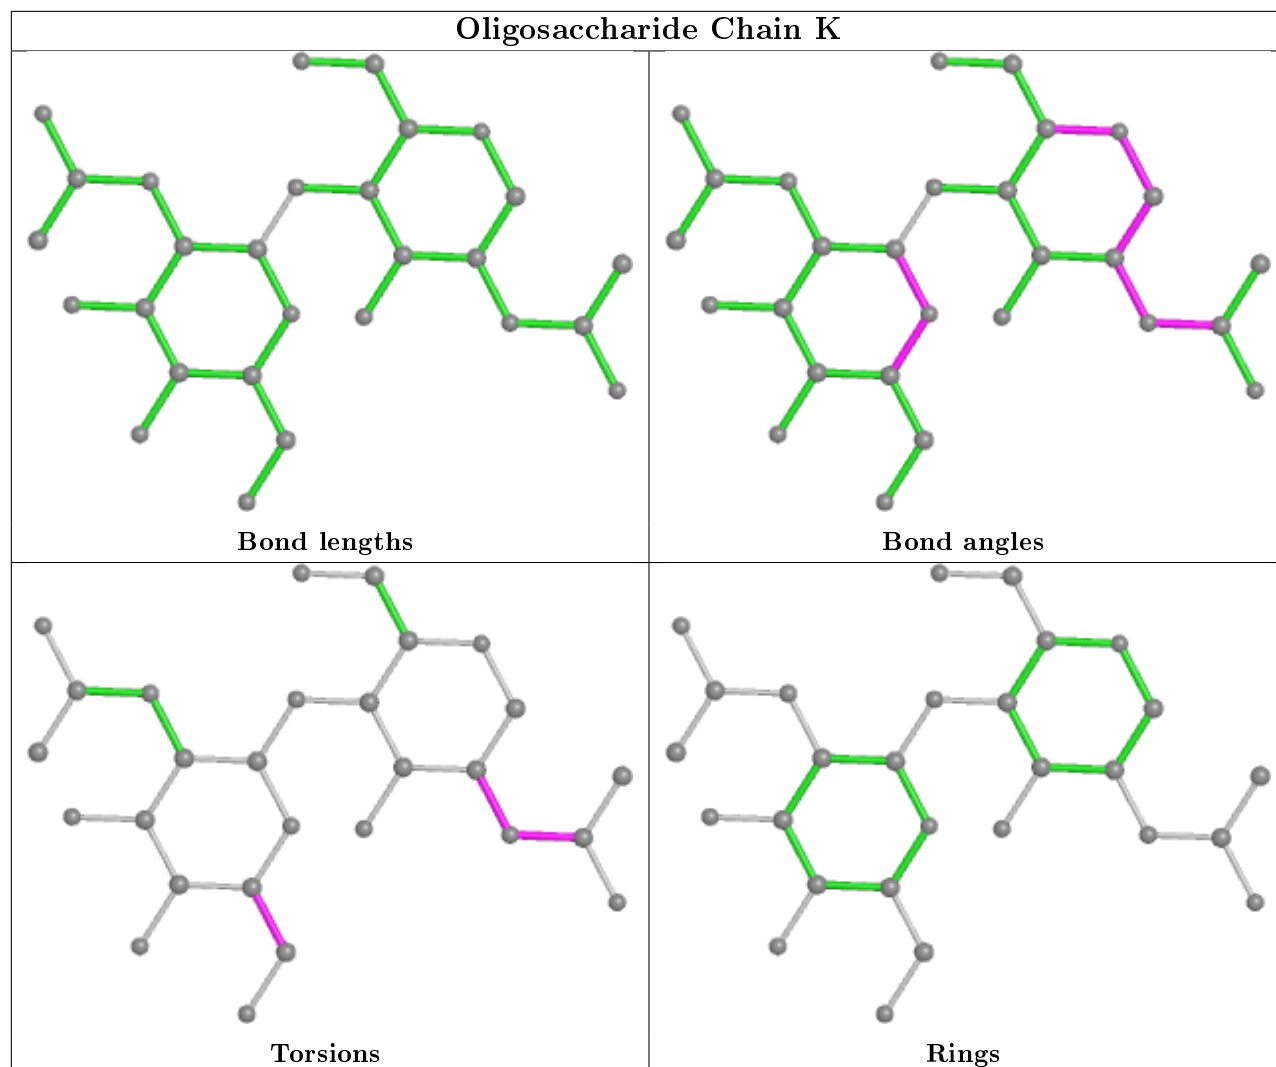 Oligosaccharide Chain K
Bond lengths
Bond angles
Torsions
Rings